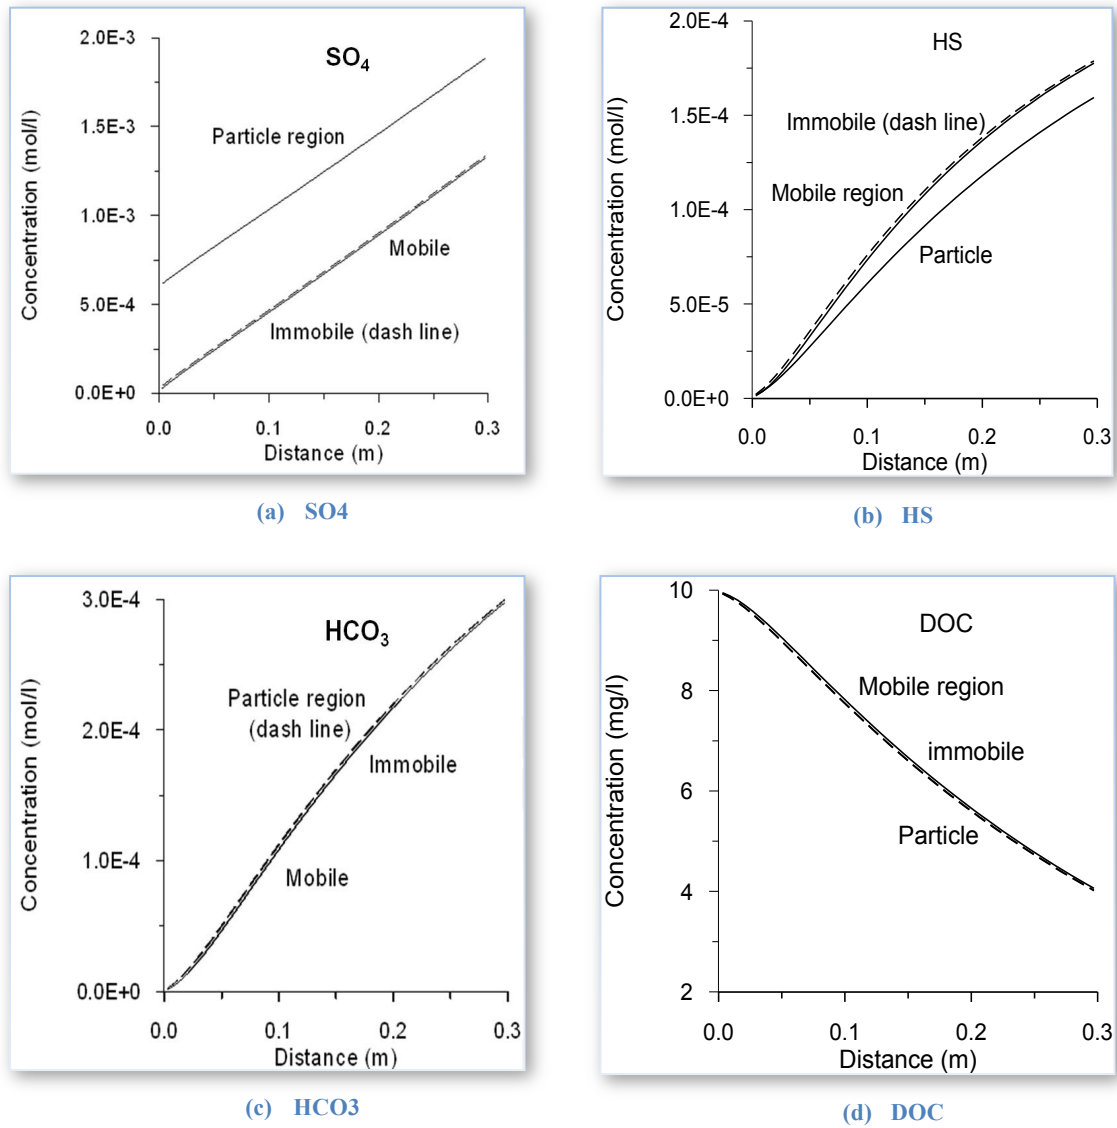 2.0E-3
SO4
Particle region
1.5E-3
1.0E-3
Mobile
5.0E-4
Immobile (dash line)
0.0E+0
0.0 0.1 0.2 0.3
Distance (m)
Concentration (mol/l)
(a) SO4
2.0E-4
HS
1.5E-4
Immobile (dash line)
Mobile region
1.0E-4
Particle
5.0E-5
0.0E+0
0.0 0.1 0.2 0.3
Distance (m)
Concentration (mol/l)
(b) HS
3.0E-4
HCO3
Particle region
(dash line)
2.0E-4
Immobile
1.0E-4
Mobile
0.0E+0
0.0 0.1 0.2 0.3
Distance (m)
Concentration (mol/l)
(c) HCO3
10
DOC
8
Mobile region
immobile
6
Particle
4
2
0.0 0.1 0.2 0.3
Distance (m)
Concentration (mg/l)
(d) DOC